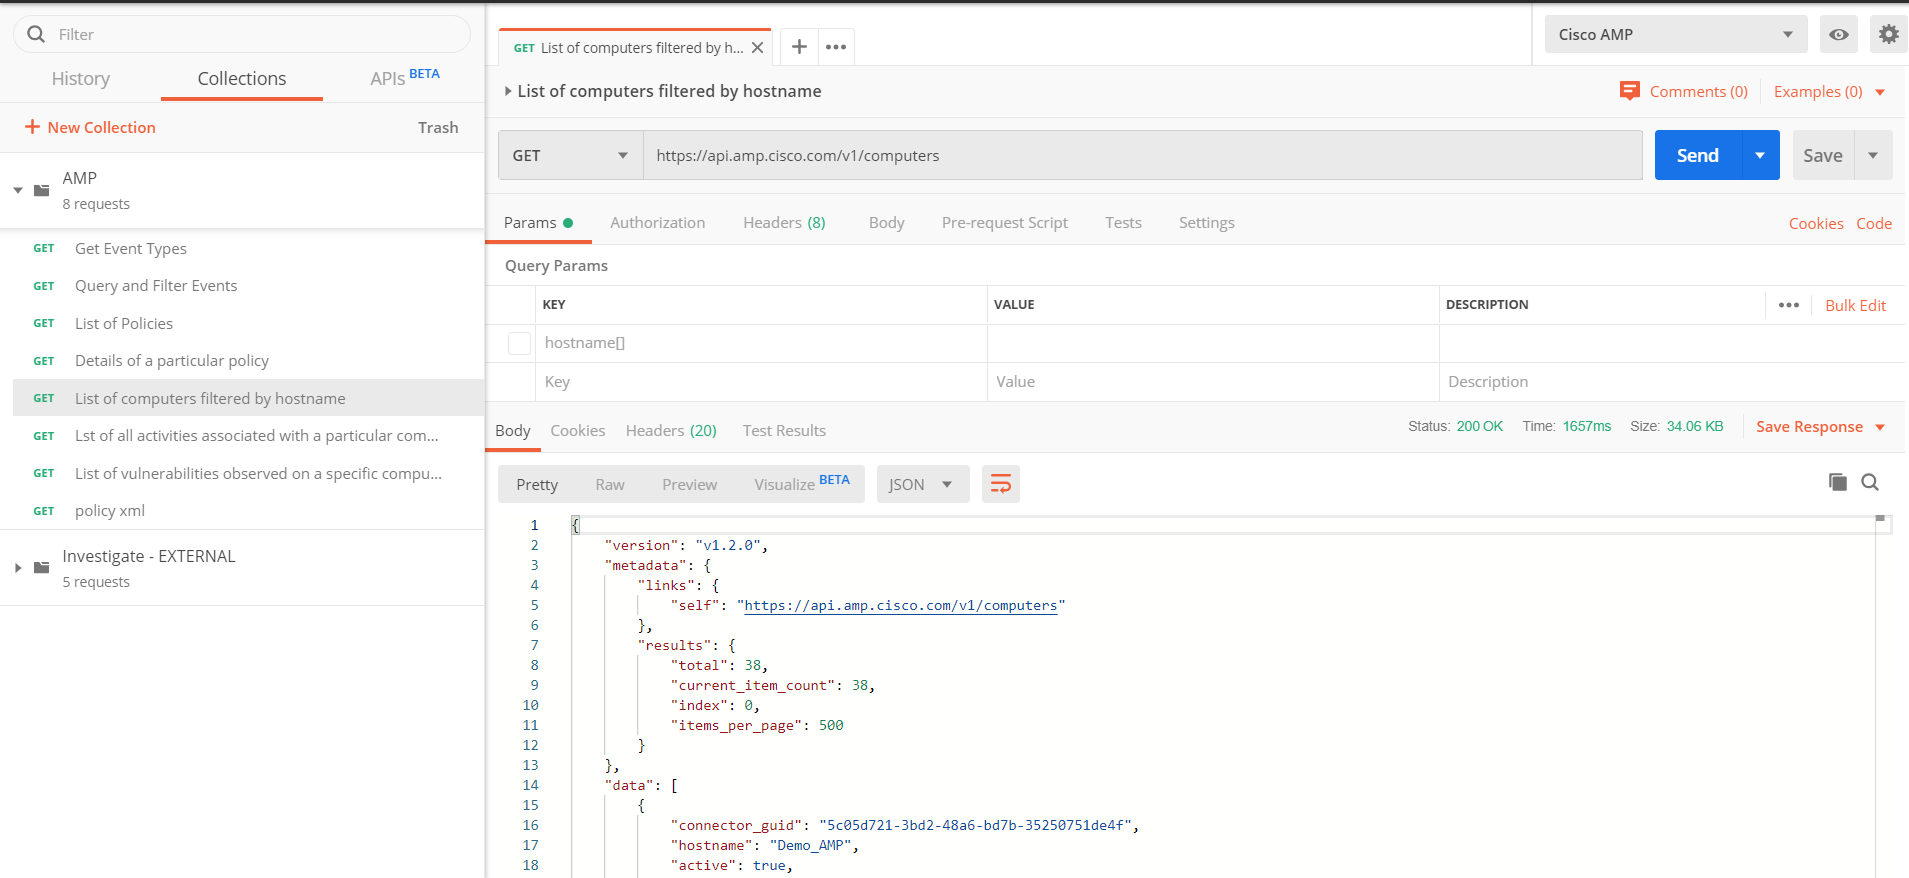 Filter
History Collections APIs BETA
+ New Collection Trash
AMP
8 requests
GET Get Event Types
GET Query and Filter Events
GET List of Policies
GET Details of a particular policy
GET List of computers filtered by hostname
GET Lst of all activities associated with a particular com...
GET List of vulnerabilities observed on a specific compu...
GET policy xml
Investigate - EXTERNAL
5 requests
GET List of computers filtered by h... Cisco AMP
List of computers filtered by hostname Comments (0) Examples (0)
GET https://api.amp.cisco.com/v1/computers Send Save
Params Authorization Headers (8) Body Pre-request Script Tests Settings Cookies Code
Query Params
KEY VALUE DESCRIPTION Bulk Edit
hostname[]
Key Value Description
Body Cookies Headers (20) Test Results Status: 200 OK Time: 1657ms Size: 34.06 KB Save Response
Pretty Raw Preview Visualize BETA JSON
1 {
2 "version": "v1.2.0",
3 "metadata": {
4 "links": {
5 "self": "https://api.amp.cisco.com/v1/computers"
6 },
7 "results": {
8 "total": 38,
9 "current_item_count": 38,
10 "index": 0,
11 "items_per_page": 500
12 }
13 },
14 "data": [
15 {
16 "connector_guid": "5c05d721-3bd2-48a6-bd7b-35250751de4f",
17 "hostname": "Demo_AMP",
18 "active": true,